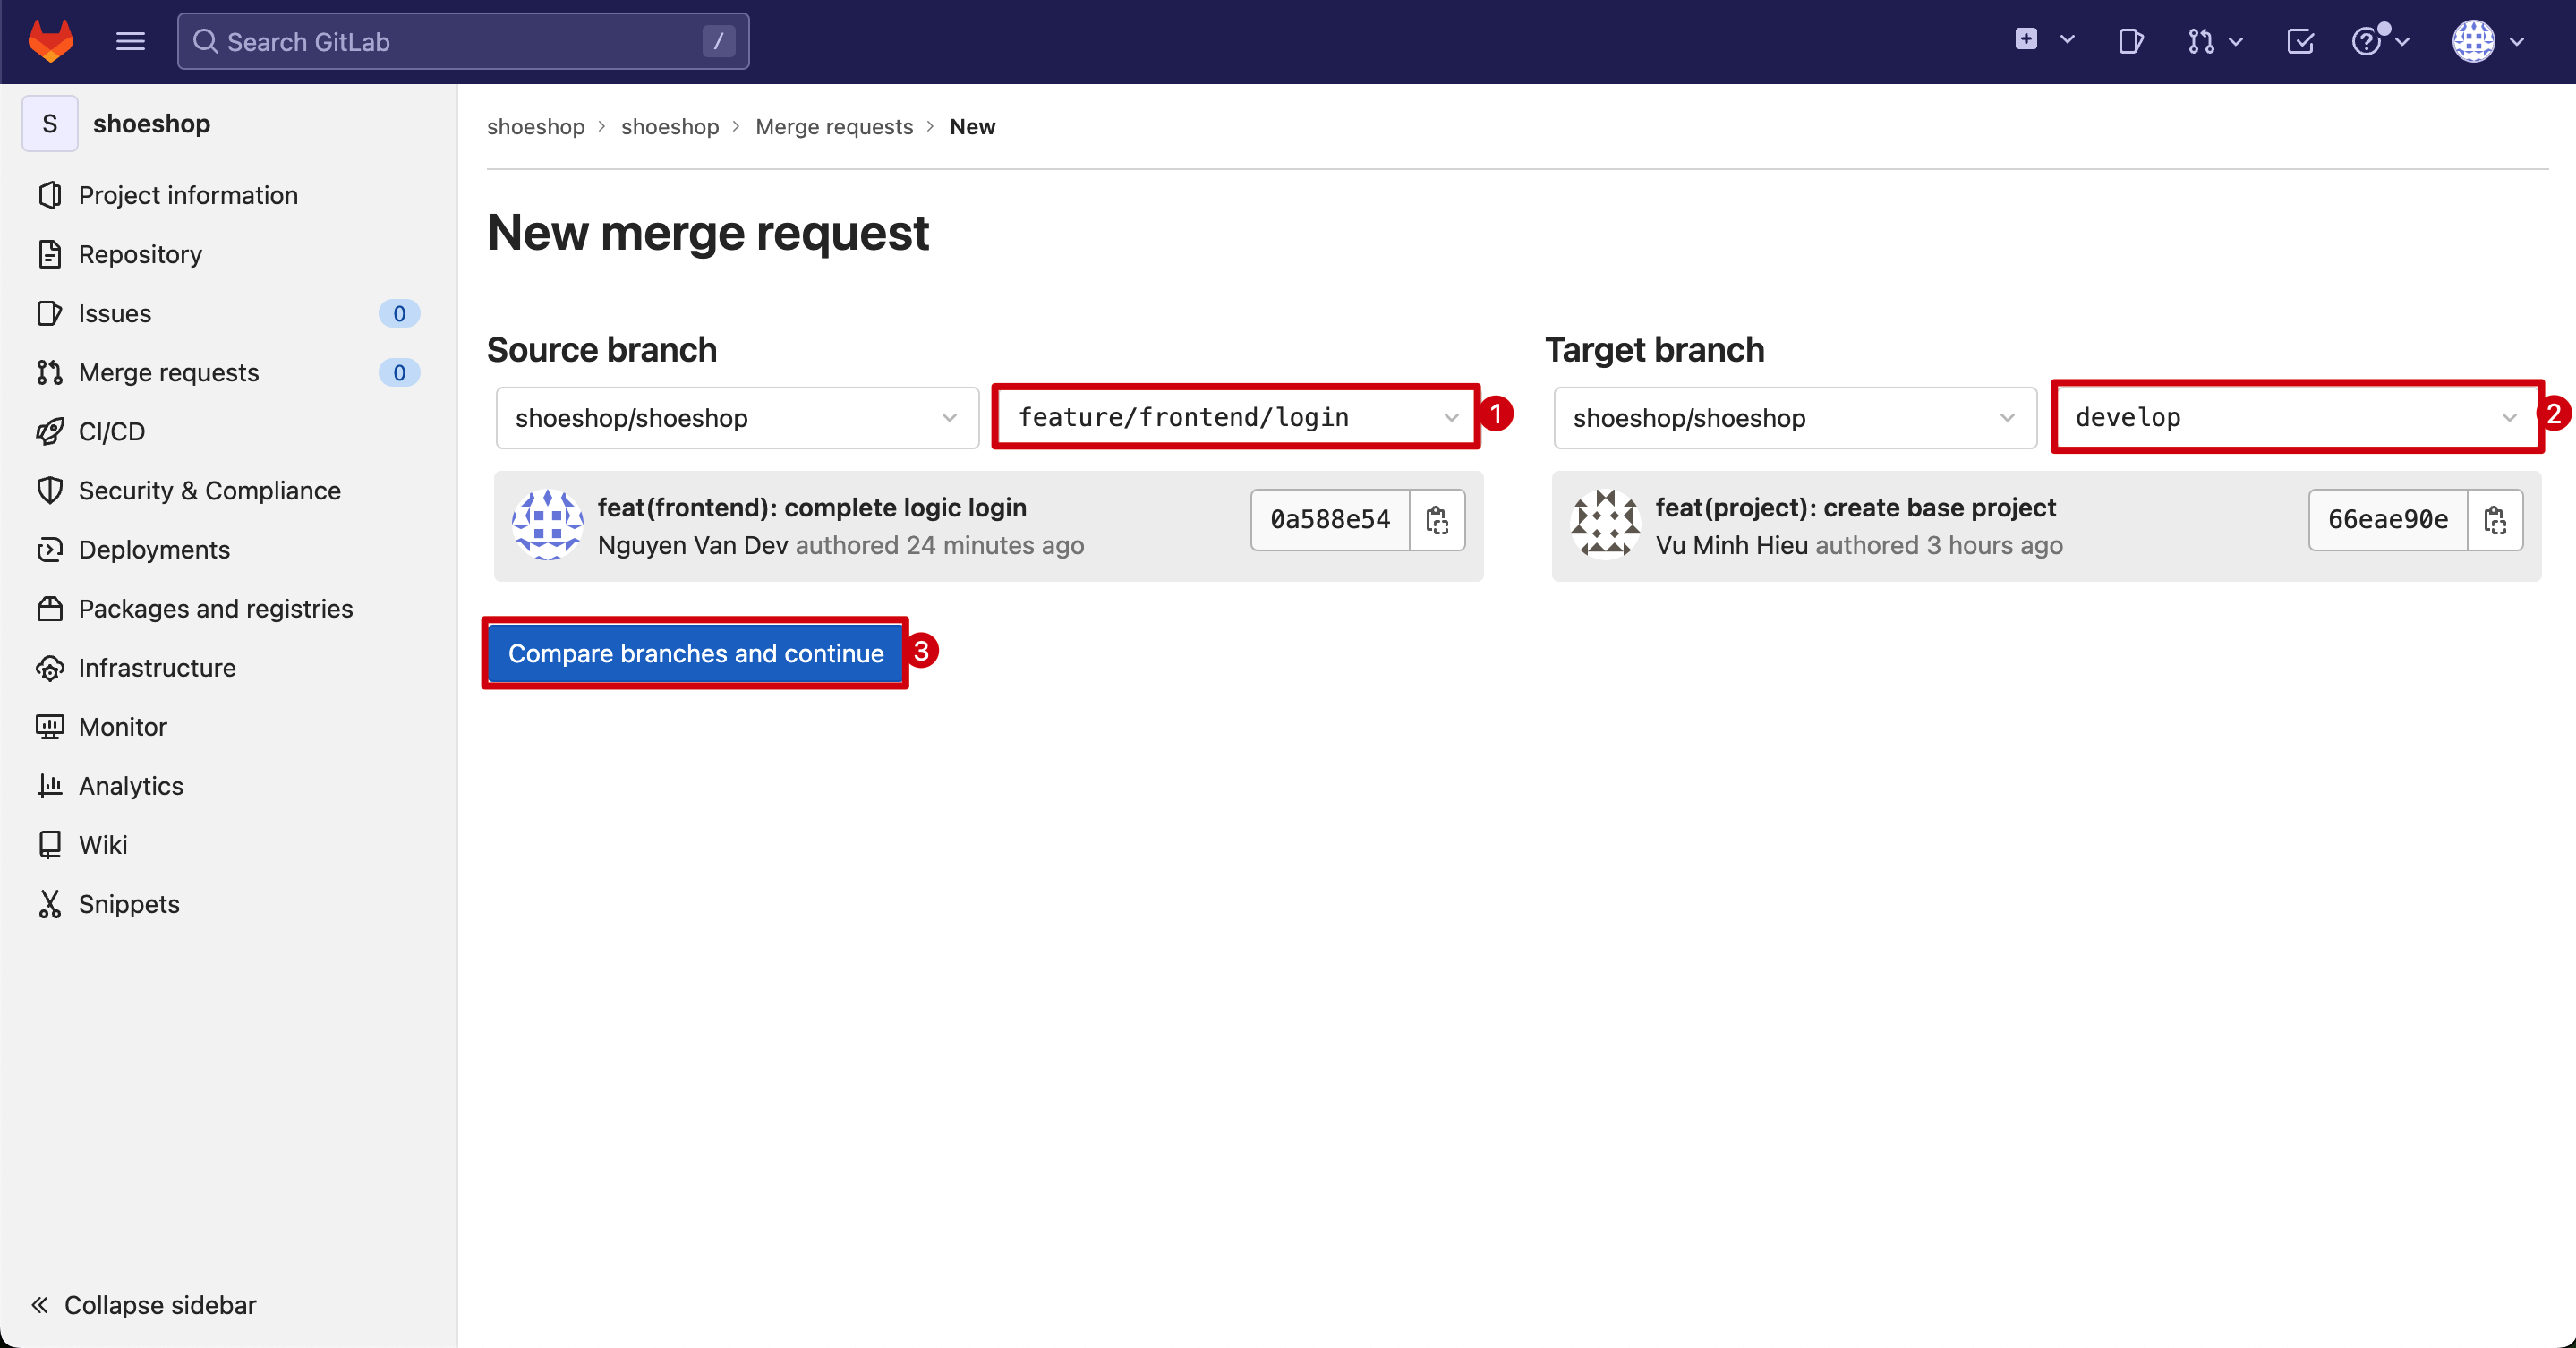 Search GitLab /
S shoeshop
Project information
Repository
Issues 0
Merge requests 0
CI/CD
Security & Compliance
Deployments
Packages and registries
Infrastructure
Monitor
Analytics
Wiki
Snippets
Collapse sidebar
shoeshop > shoeshop > Merge requests > New
New merge request
Source branch
shoeshop/shoeshop feature/frontend/login 1
feat(frontend): complete logic login
Nguyen Van Dev authored 24 minutes ago
0a588e54
Target branch
shoeshop/shoeshop develop 2
feat(project): create base project
Vu Minh Hieu authored 3 hours ago
66eae90e
Compare branches and continue 3